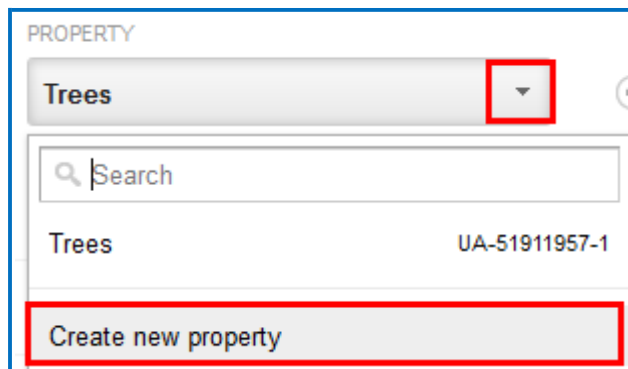 PROPERTY
Trees
Search
Trees UA-51911957-1
Create new property